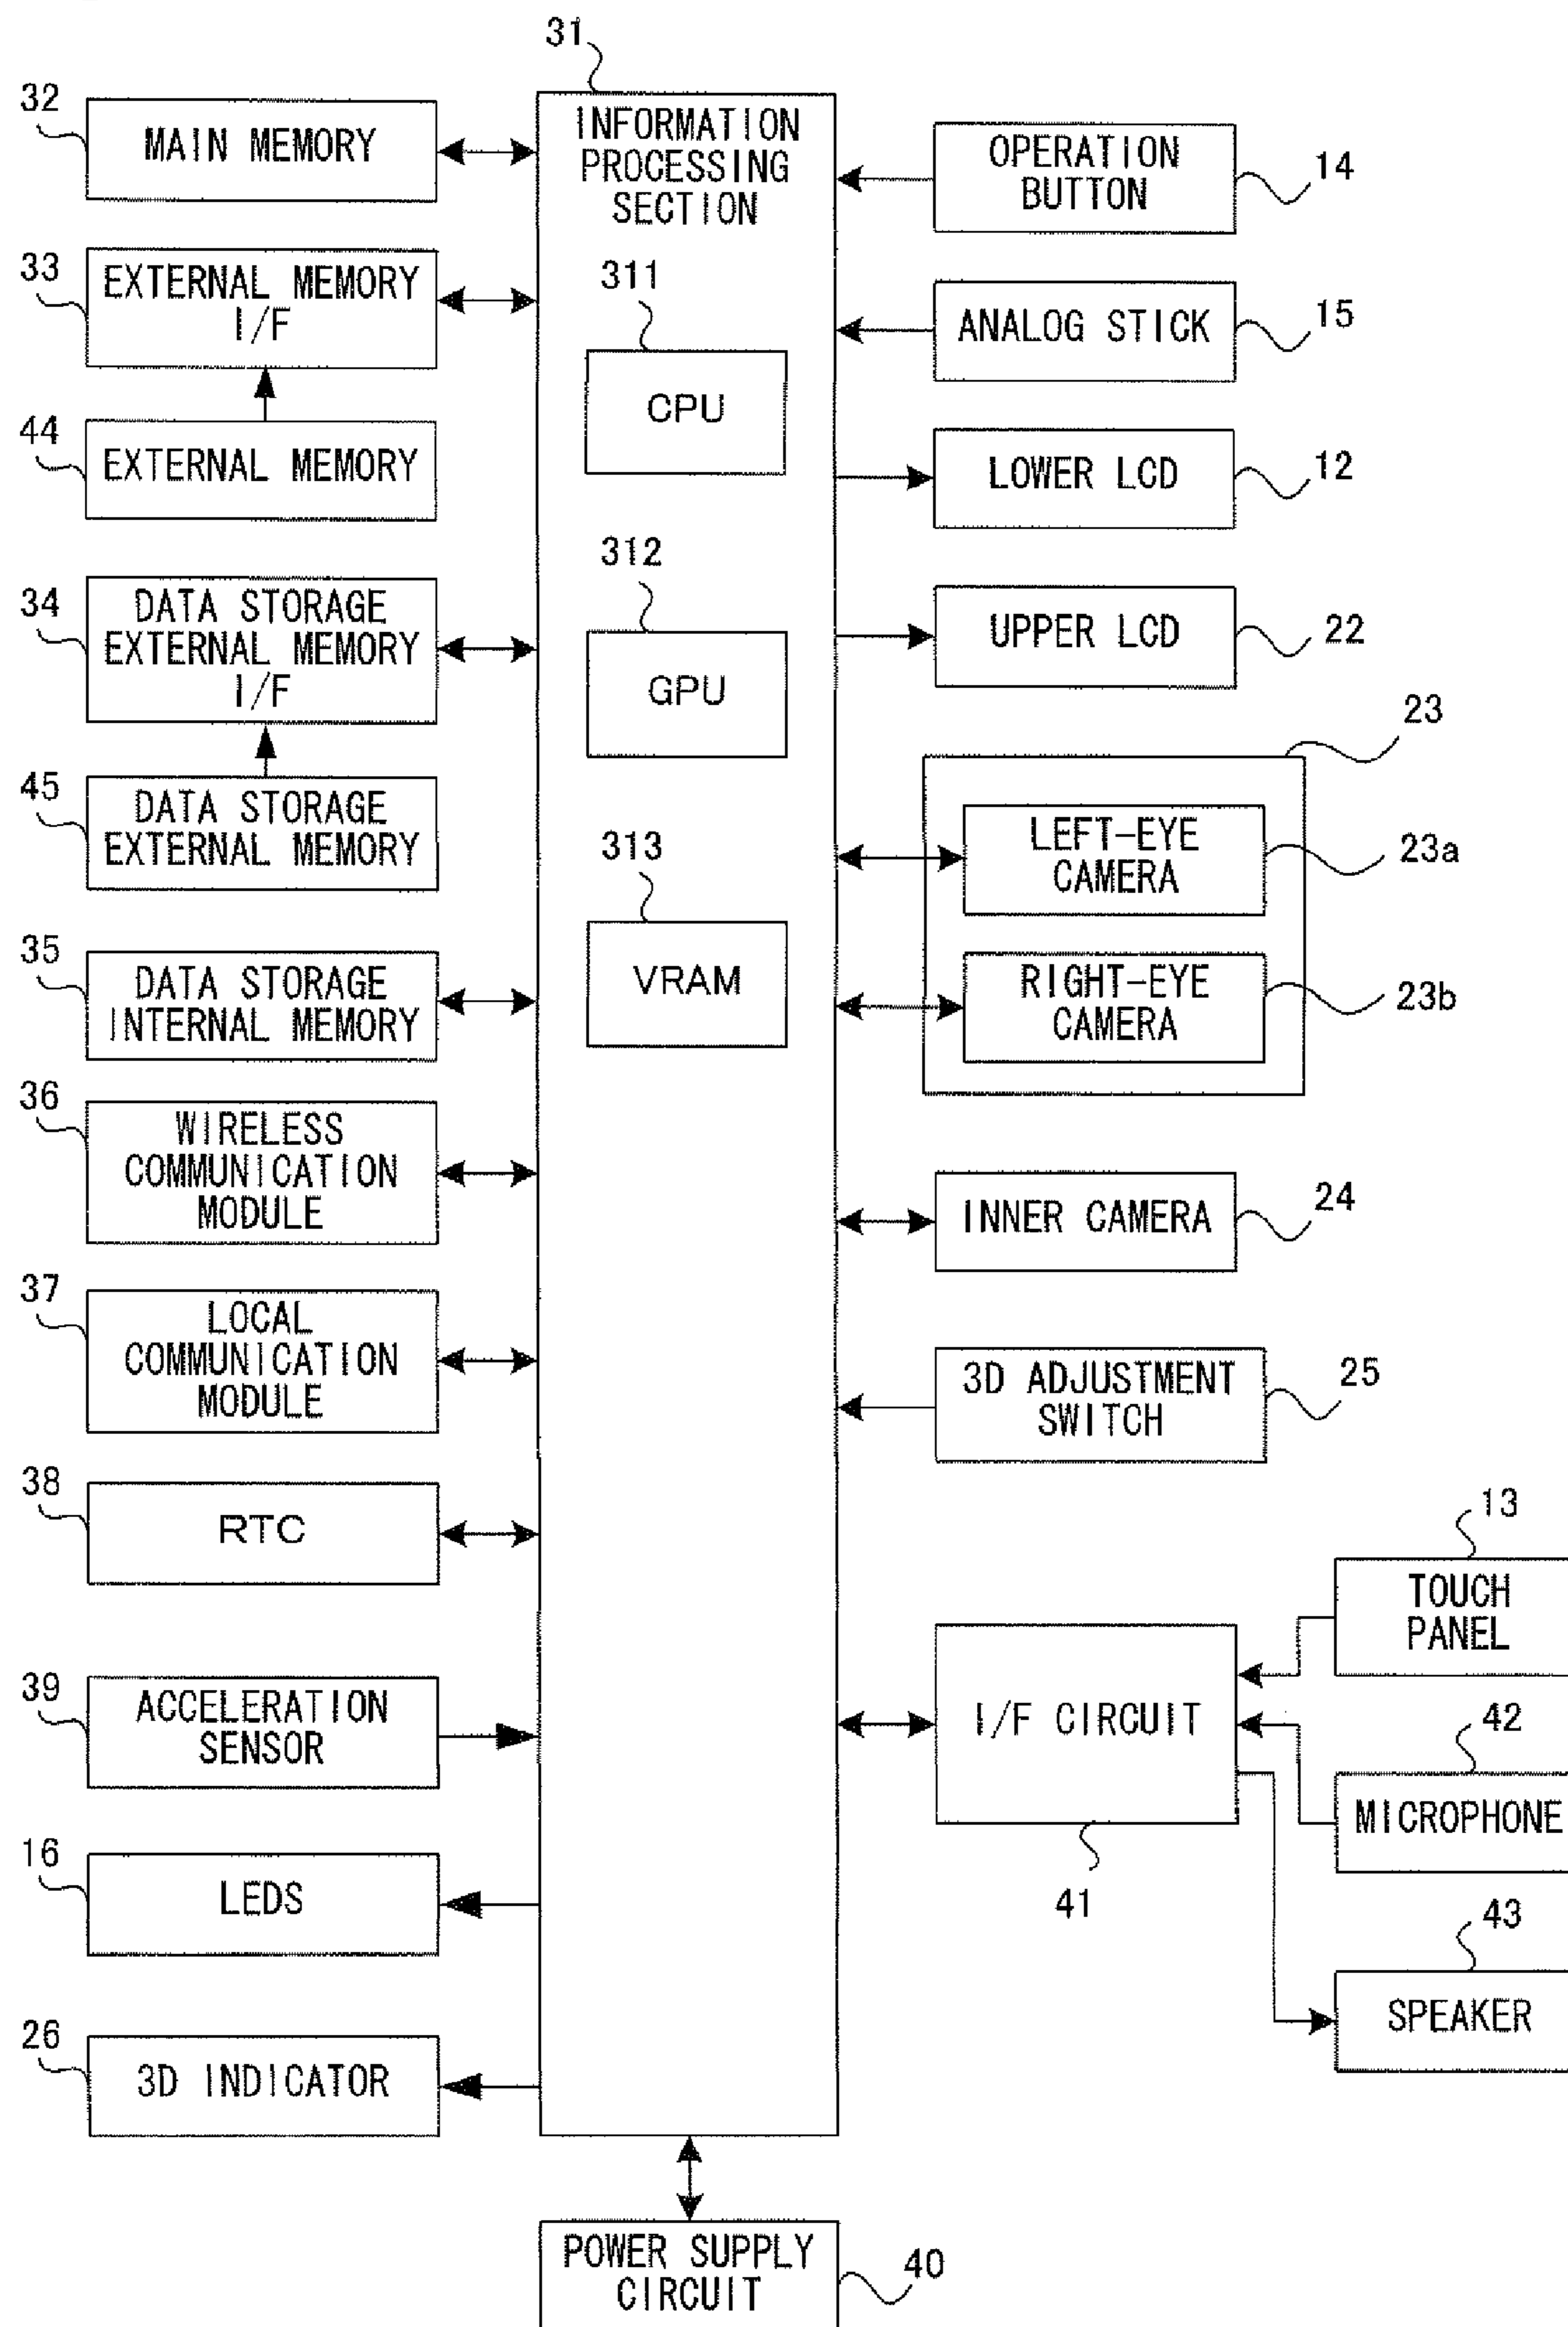 31
32
MAIN MEMORY
33
EXTERNAL MEMORY
I/F
44
EXTERNAL MEMORY
34
DATA STORAGE
EXTERNAL MEMORY
I/F
45
DATA STORAGE
EXTERNAL MEMORY
35
DATA STORAGE
INTERNAL MEMORY
36
WIRELESS
COMMUNICATION
MODULE
37
LOCAL
COMMUNICATION
MODULE
38
RTC
39
ACCELERATION
SENSOR
16
LEDS
26
3D INDICATOR
INFORMATION
PROCESSING
SECTION
311
CPU
312
GPU
313
VRAM
OPERATION
BUTTON
14
ANALOG STICK
15
LOWER LCD
12
UPPER LCD
22
23
LEFT-EYE
CAMERA
23a
RIGHT-EYE
CAMERA
23b
INNER CAMERA
24
3D ADJUSTMENT
SWITCH
25
13
TOUCH
PANEL
I/F CIRCUIT
41
42
MICROPHONE
43
SPEAKER
POWER SUPPLY
CIRCUIT
40